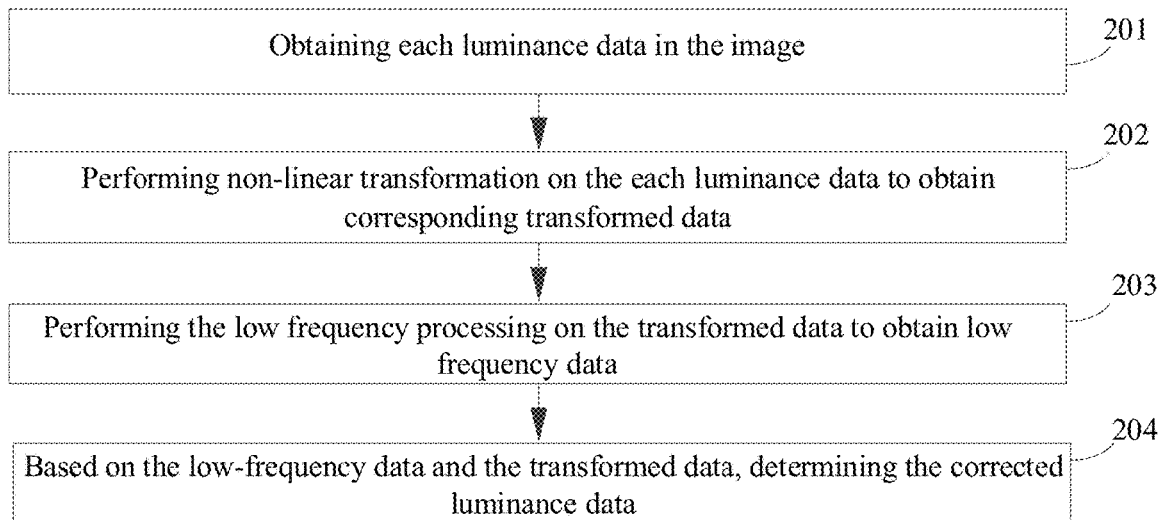 Obtaining each luminance data in the image
201
202
Performing non-linear transformation on the each luminance data to obtain
corresponding transformed data
203
Performing the low frequency processing on the transformed data to obtain low
frequency data
204
Based on the low-frequency data and the transformed data, determining the corrected
luminance data